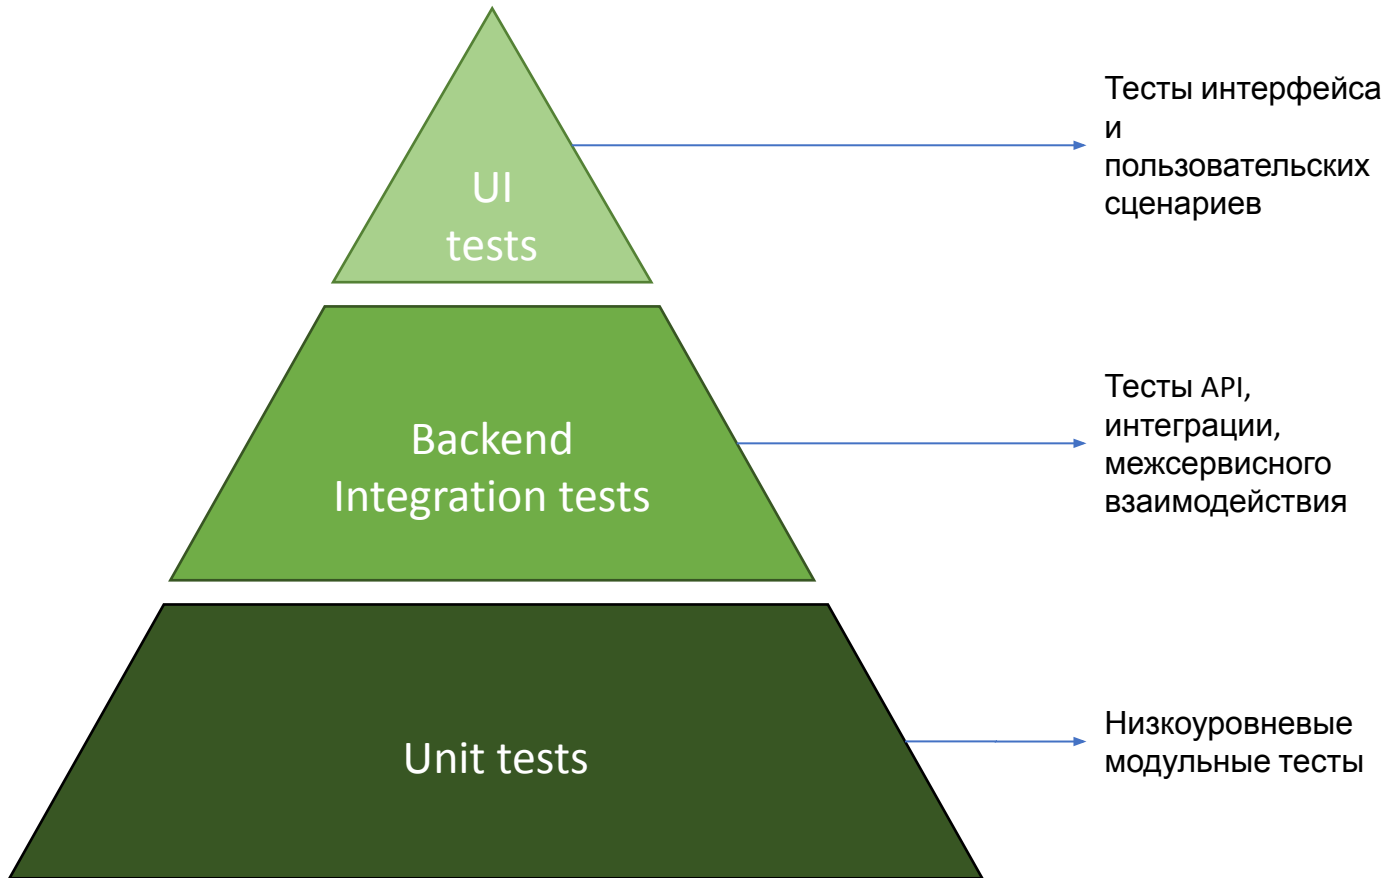 UI
tests
Тесты интерфейса
и
пользовательских
сценариев
Backend
Integration tests
Тесты API,
интеграции,
межсервисного
взаимодействия
Unit tests
Низкоуровневые
модульные тесты